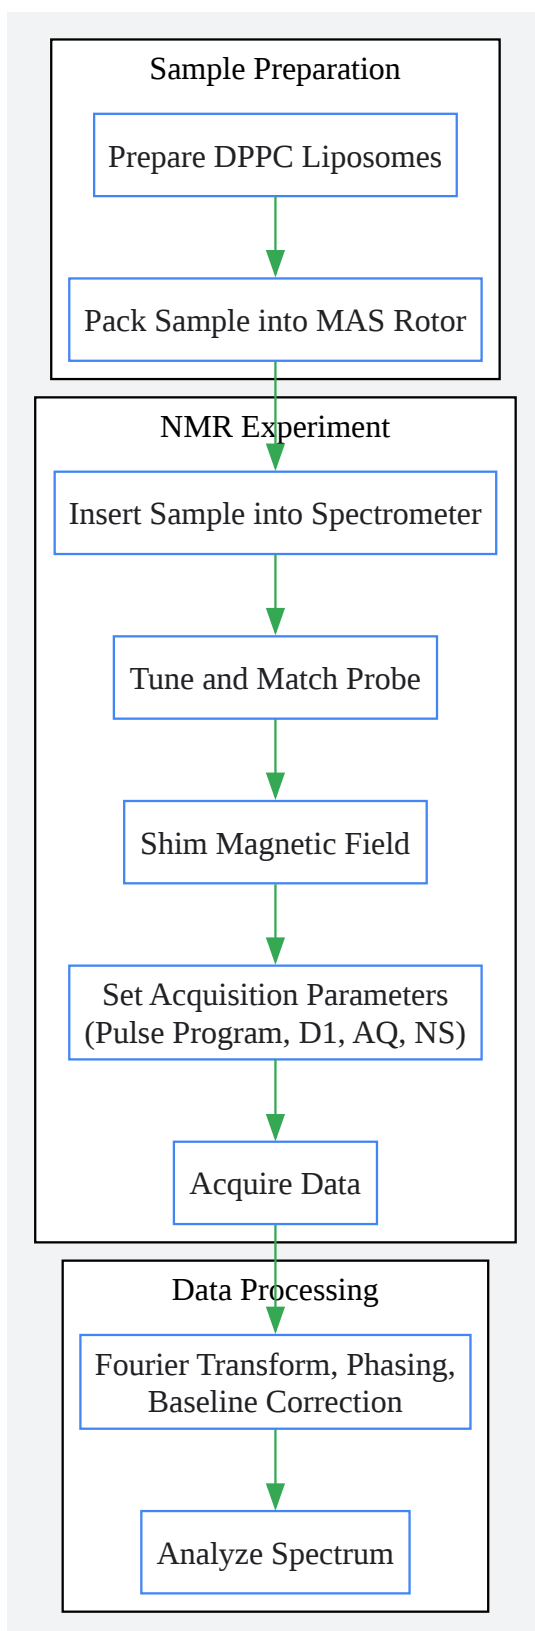 Sample Preparation
Prepare DPPC Liposomes
Pack Sample into MAS Rotor
NMR Experiment
Insert Sample into Spectrometer
Tune and Match Probe
Shim Magnetic Field
Set Acquisition Parameters
(Pulse Program, D1, AQ, NS)
Acquire Data
Data Processing
Fourier Transform, Phasing,
Baseline Correction
Analyze Spectrum